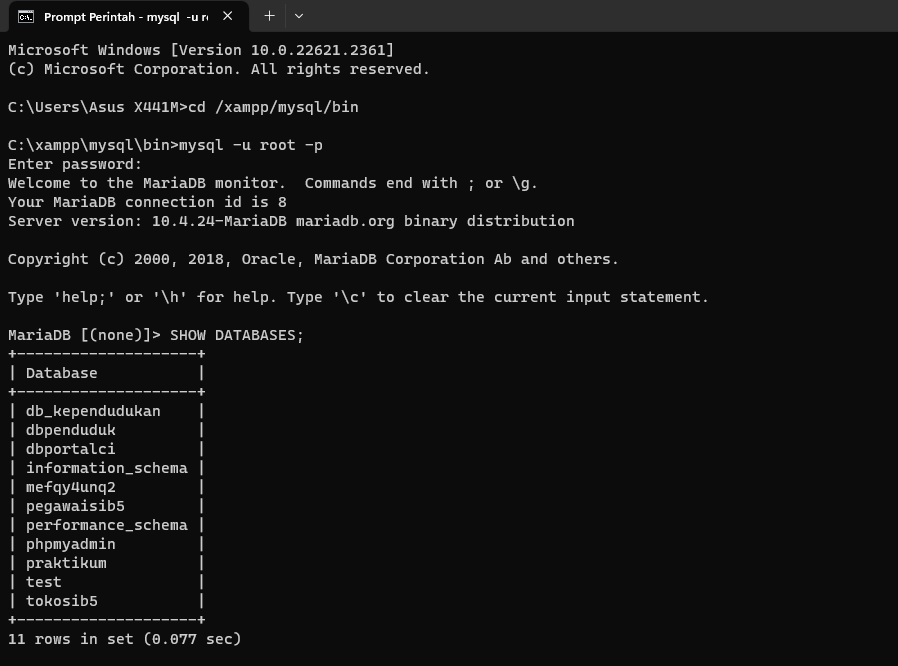 Prompt Perintah - mysql -u r
Microsoft Windows [Version 10.0.22621.2361]
(c) Microsoft Corporation. All rights reserved.
C:\Users\Asus X441M>cd /xampp/mysql/bin
C:\xampp\mysql\bin>mysql -u root -p
Enter password:
Welcome to the MariaDB monitor.  Commands end with ; or \g.
Your MariaDB connection id is 8
Server version: 10.4.24-MariaDB mariadb.org binary distribution
Copyright (c) 2000, 2018, Oracle, MariaDB Corporation Ab and others.
Type 'help;' or '\h' for help. Type '\c' to clear the current input statement.
MariaDB [(none)]> SHOW DATABASES;
+--------------------+
| Database           |
+--------------------+
| db_kependudukan    |
| dbpenduduk         |
| dbportalci         |
| information_schema |
| mefqy4unq2         |
| pegawaisib5        |
| performance_schema |
| phpmyadmin         |
| praktikum          |
| test               |
| tokosib5           |
+--------------------+
11 rows in set (0.077 sec)